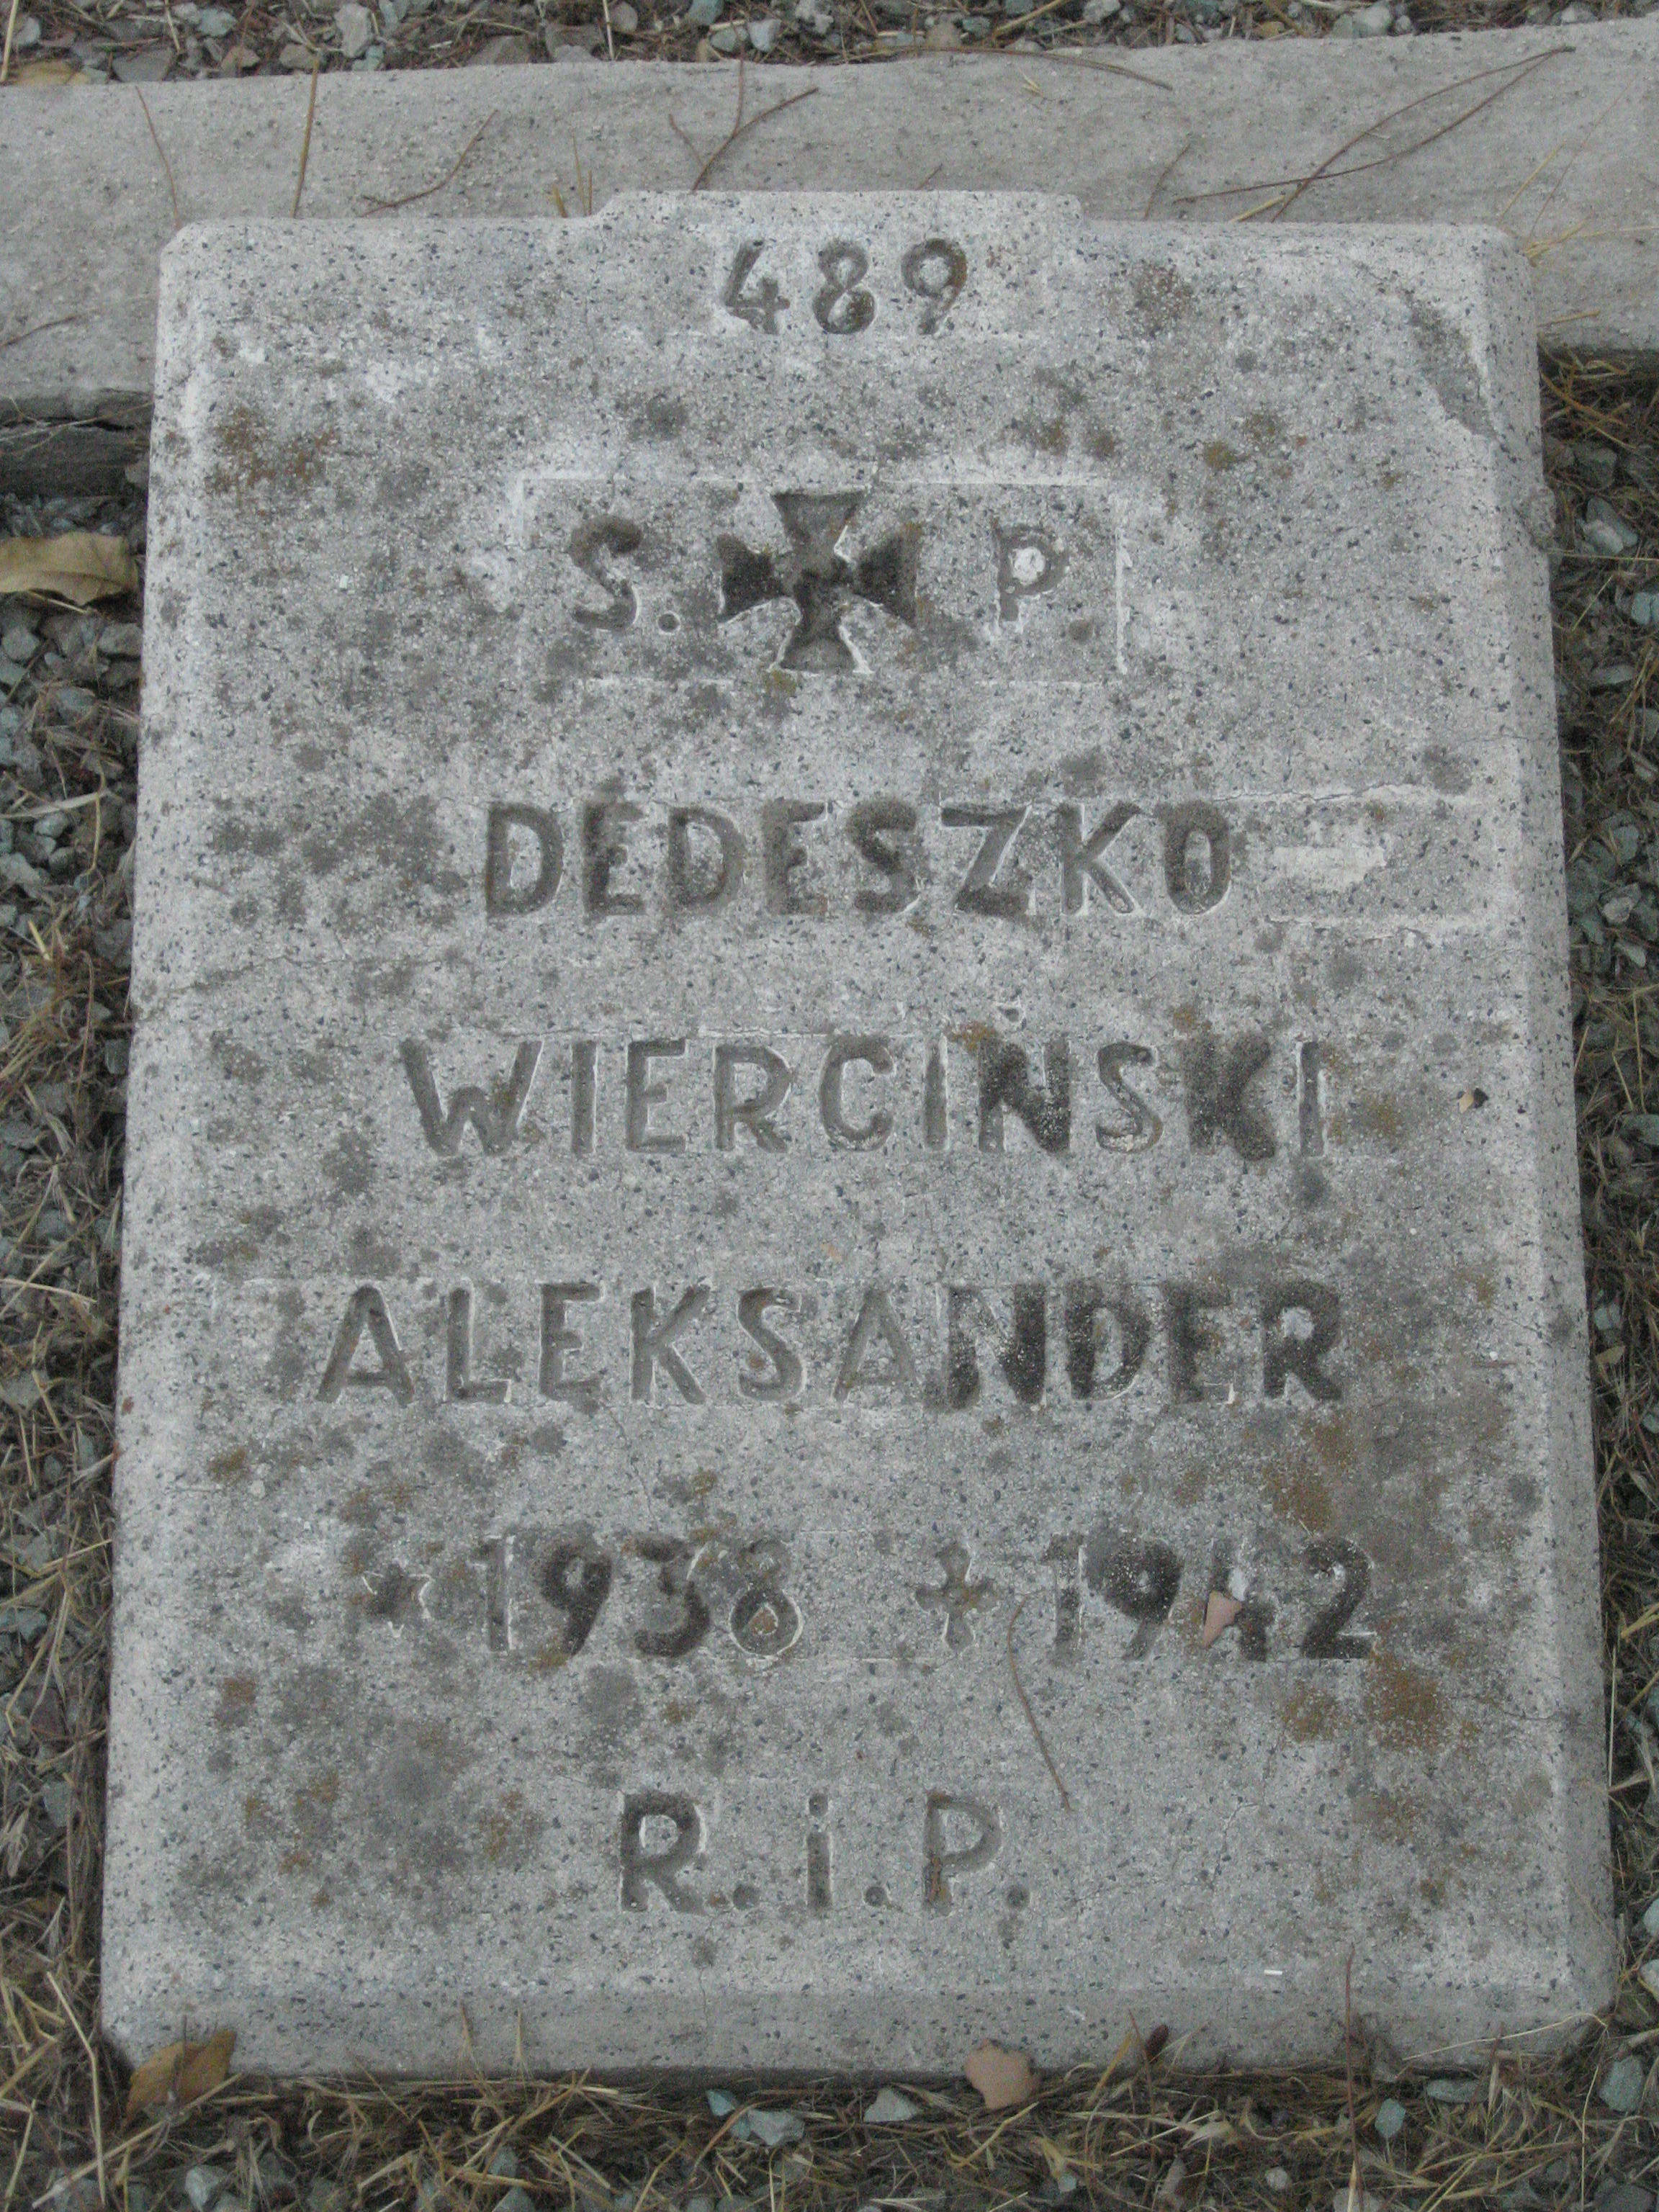 489
S. P.
DEDESZKO
WIERCIŃSKI
ALEKSANDER
* 1938 ✝ 1942
R.i.P.